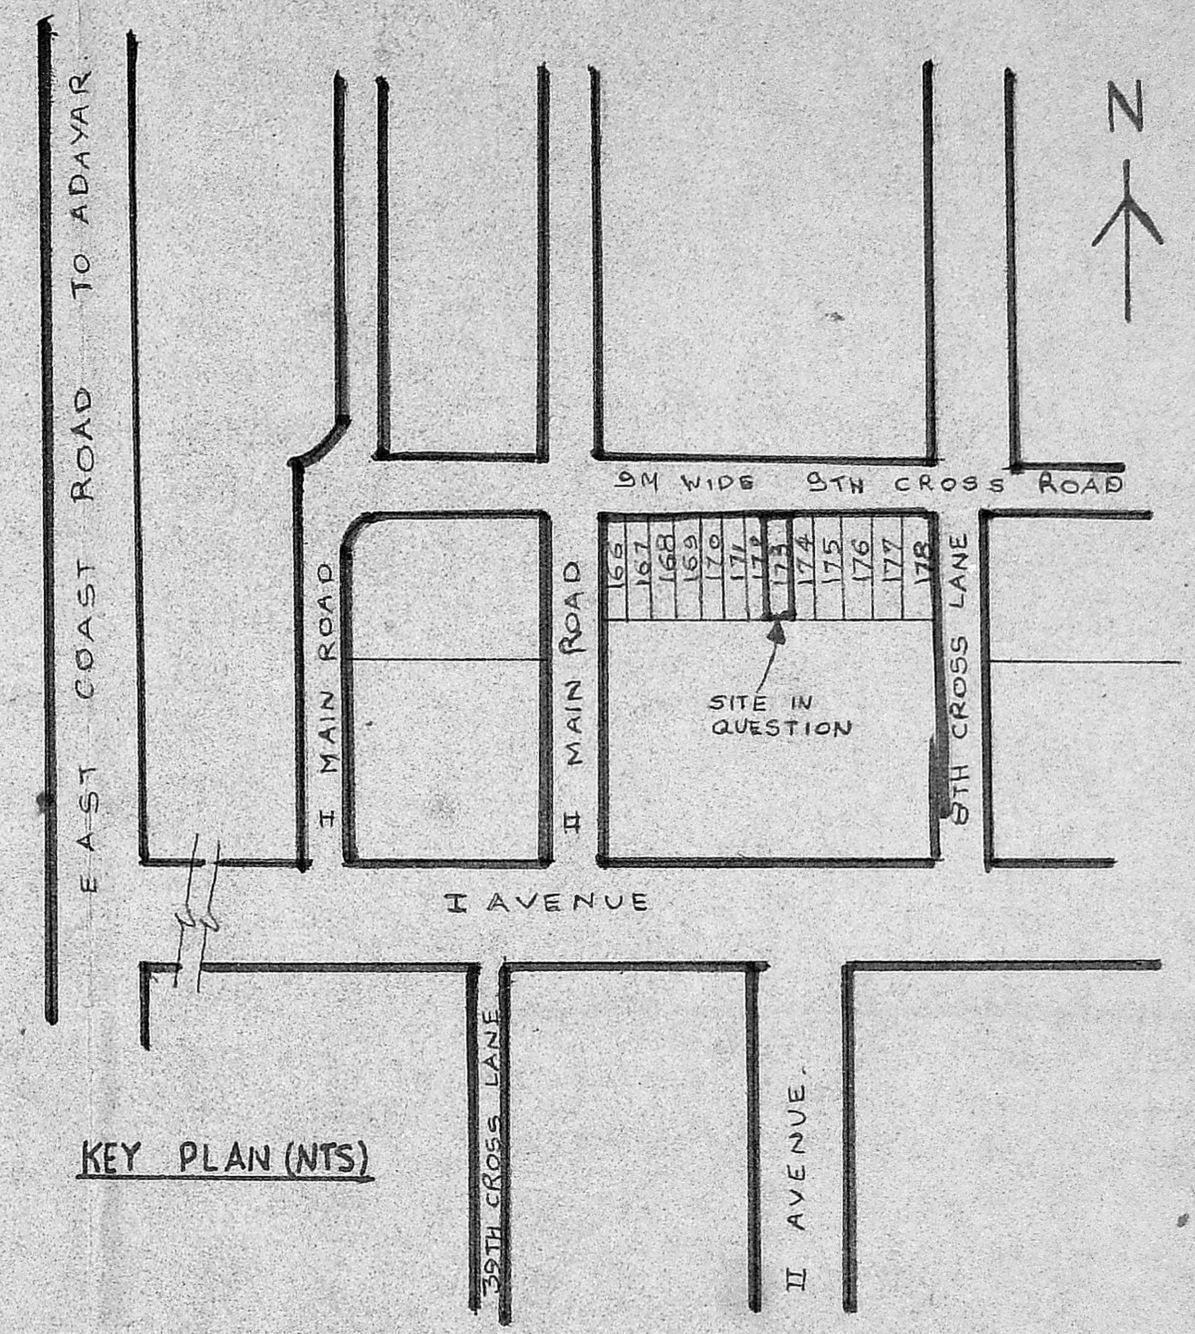 EAST COAST ROAD TO ADAYAR.
N
9M WIDE 9TH CROSS ROAD
166
167
168
169
170
171
172
173
174
175
176
177
178
I MAIN ROAD
II MAIN ROAD
8TH CROSS LANE
SITE IN
QUESTION
I AVENUE
39TH CROSS LANE
II AVENUE.
KEY PLAN (NTS)